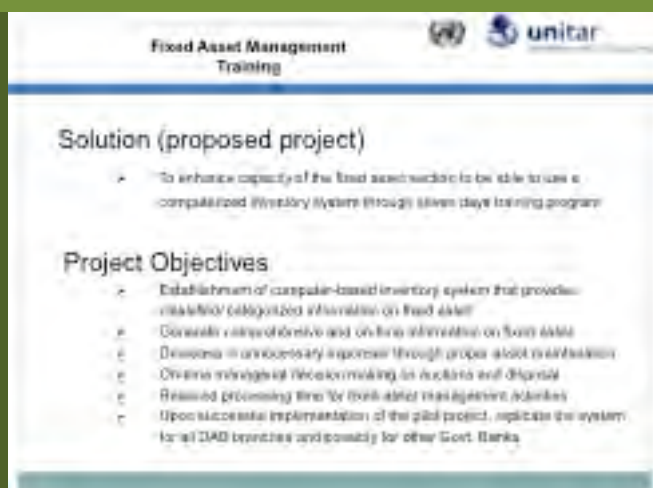 Fixed Asset Management
Training
unitar
Solution (proposed project)
To enhance capacity of the fixed asset section to be able to use a
computerized inventory system through seven days training program
Project Objectives
Establishment of computer-based inventory system that provides
categorized information on fixed asset
Generate comprehensive and on-time information on fixed asset
Decrease in unnecessary expenses through proper asset
On-time managerial decision making on auctions and disposal
Reduced processing time for fixed asset management activities
Upon successful implementation of the pilot project, replicate the system
for all DAB branches and possibly for other Govt. Banks